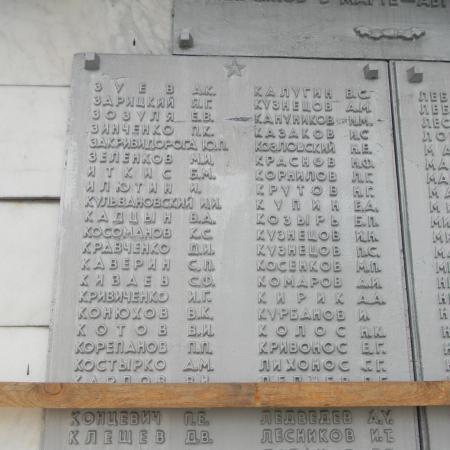 ЗУЕВ А.К.
ЗАРИЦКИЙ Я.Г.
ЗОЗУЛЯ Е.В.
ЗИНЧЕНКО П.К.
ЗАКРИВИДОРОГА Ю.П.
ЗЕЛЕНКОВ М.И.
ИТКИС Б.М.
ИЛЮТИН И.
КУЛЬВАНОВСКИЙ И.И.
КАДЦЫН В.А.
КОСОМАНОВ К.С.
КРАВЧЕНКО Д.И.
КАВЕРИН С.П.
КИЗАЕВ С.Ф.
КРИВИЧЕНКО И.Г.
КОНЮХОВ В.К.
КОТОВ В.И.
КОРЕПАНОВ П.П.
КОСТЫРКО Д.М.
КАРПОВ
КОНЦЕВИЧ П.Е.
КЛЕЩЕВ Д.В.
КАЛУГИН В.С.
КУЗНЕЦОВ А.М.
КАНУНИКОВ
КАЗАКОВ И.С.
КОЗЛОВСКИЙ Н.Е.
КРАСНОВ Н.Ф.
КОРНИЛОВ Л.Г.
КРУТОВ Н.Г.
КУПИН Е.А.
КОЗЫРЬ Б.П.
КУЗНЕЦОВ И.Н.
КУЗНЕЦОВ П.С.
КОСЕНКОВ М.П.
КОМАРОВ Д.И.
КИРИК А.А.
КУРБАНОВ И.
КОЛОС Н.К.
КРИВОНОС Е.Г.
ЛИХОНОС Г.Г.
ЛЕДВЕДЕВ А.У.
ЛЕСНИКОВ И.Т.